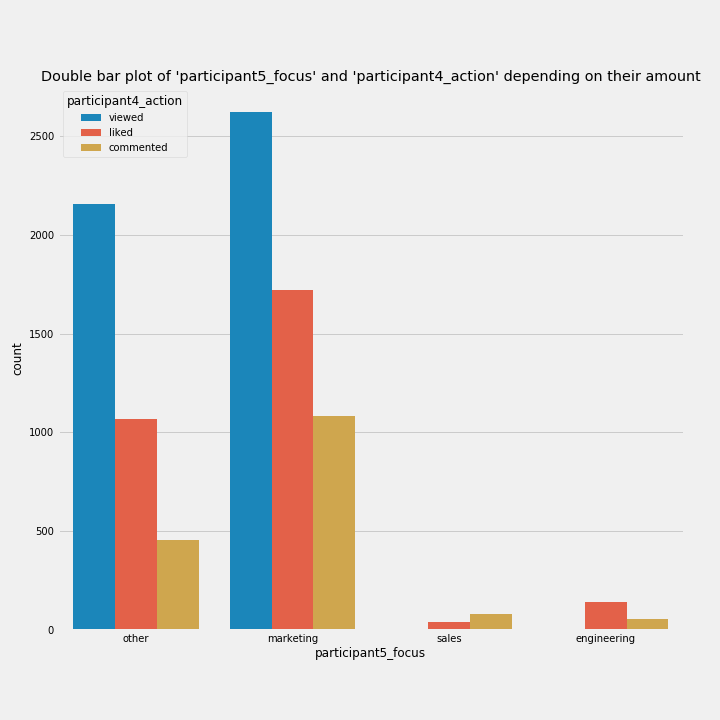 Double bar plot of 'participant5_focus' and 'participant4_action' depending on their amount
participant4_action
viewed
liked
commented
2500
2000
1500
1000
500
0
count
other marketing sales engineering
participant5_focus